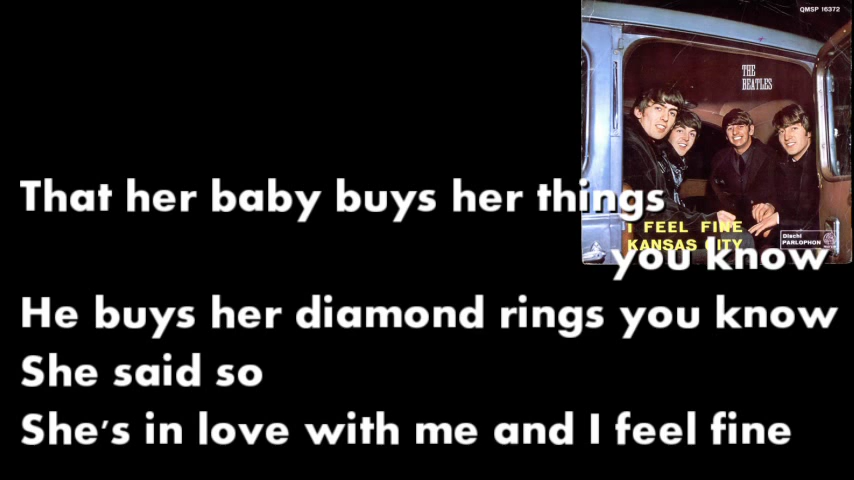 QMSP 16372
THE
BEATLES
That her baby buys her things
I FEEL FINE
KANSAS CITY
Dischi
PARLOPHON
you know
He buys her diamond rings you know
She said so
She's in love with me and I feel fine